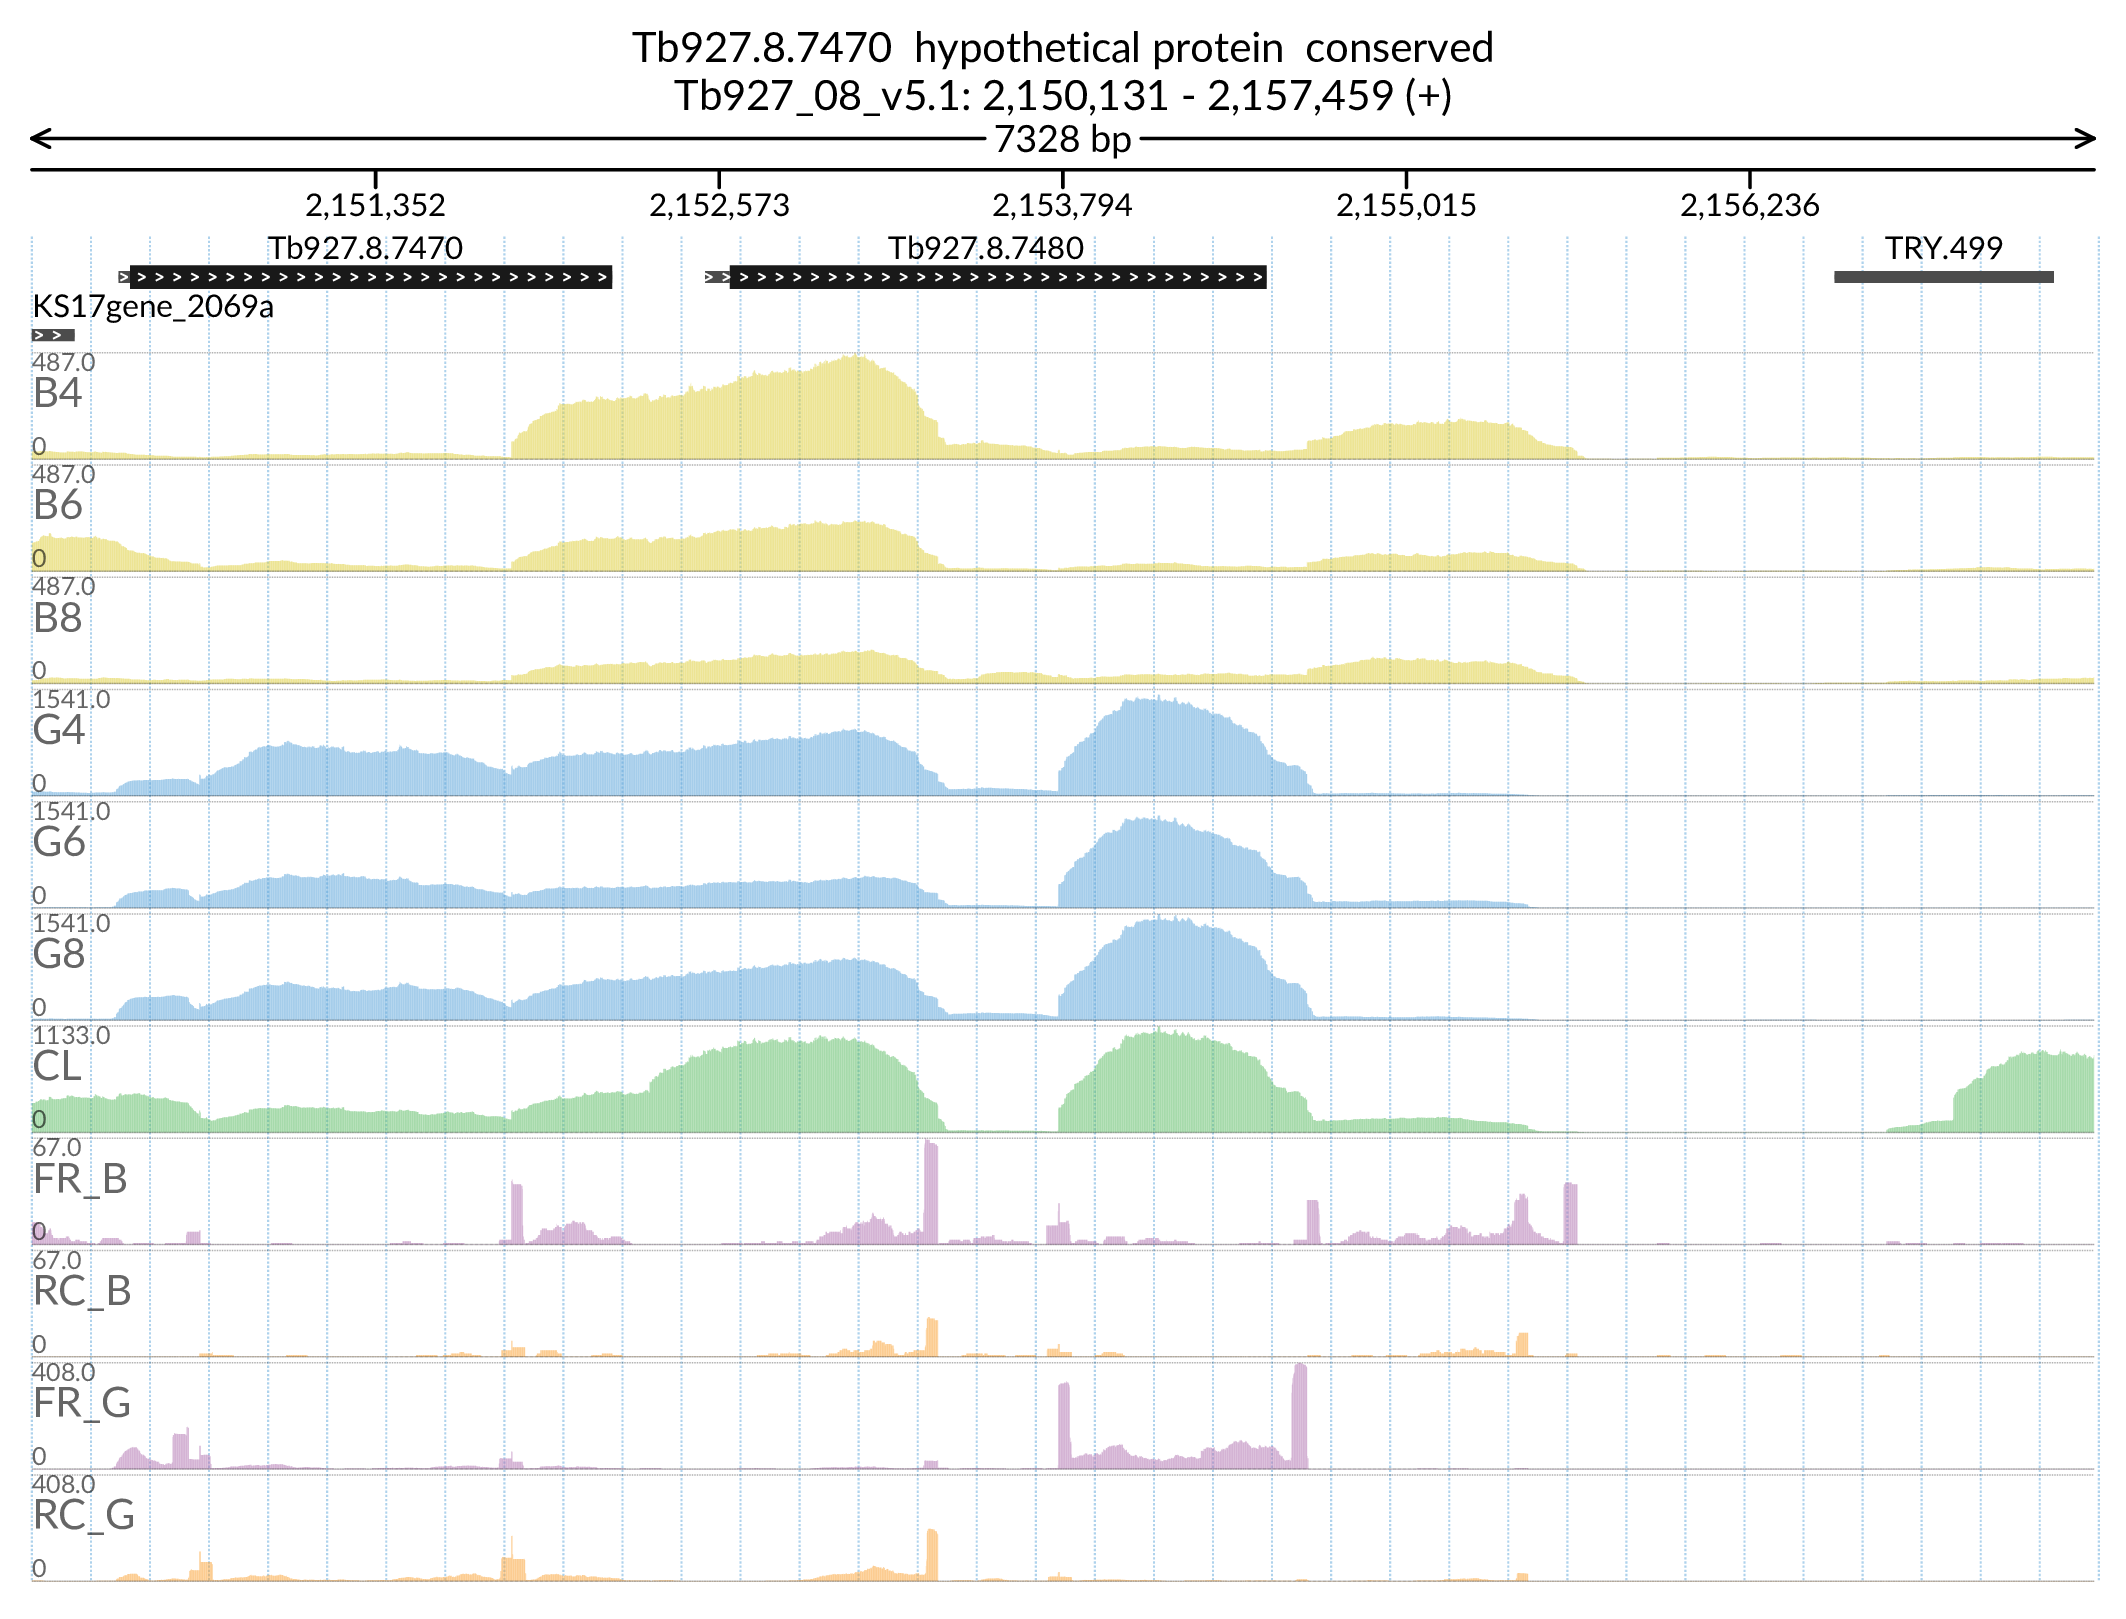 Tb927.8.7470  hypothetical protein  conserved
Tb927_08_v5.1: 2,150,131 - 2,157,459 (+)
7328 bp
2,151,352 2,152,573 2,153,794 2,155,015 2,156,236
Tb927.8.7470 Tb927.8.7480 TRY.499
KS17gene_2069a
487.0
B4
0
487.0
B6
0
487.0
B8
0
1541.0
G4
0
1541.0
G6
0
1541.0
G8
0
1133.0
CL
0
67.0
FR_B
0
67.0
RC_B
0
408.0
FR_G
0
408.0
RC_G
0